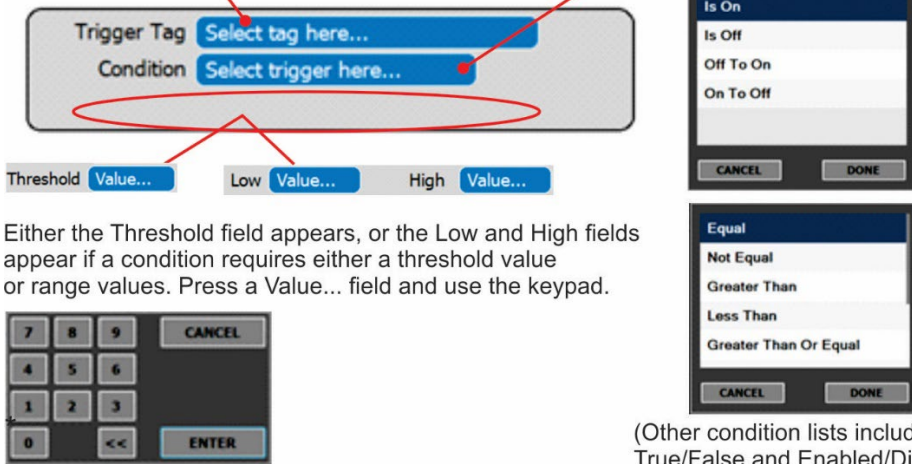 Trigger Tag Select tag here...
Condition Select trigger here...
Threshold Value... Low Value... High Value...
Either the Threshold field appears, or the Low and High fields
appear if a condition requires either a threshold value
or range values. Press a Value... field and use the keypad.
7 8 9 CANCEL
4 5 6
* 1 2 3
0 << ENTER
Is On
Is Off
Off To On
On To Off
CANCEL DONE
Equal
Not Equal
Greater Than
Less Than
Greater Than Or Equal
CANCEL DONE
(Other condition lists includ
True/False and Enabled/Di